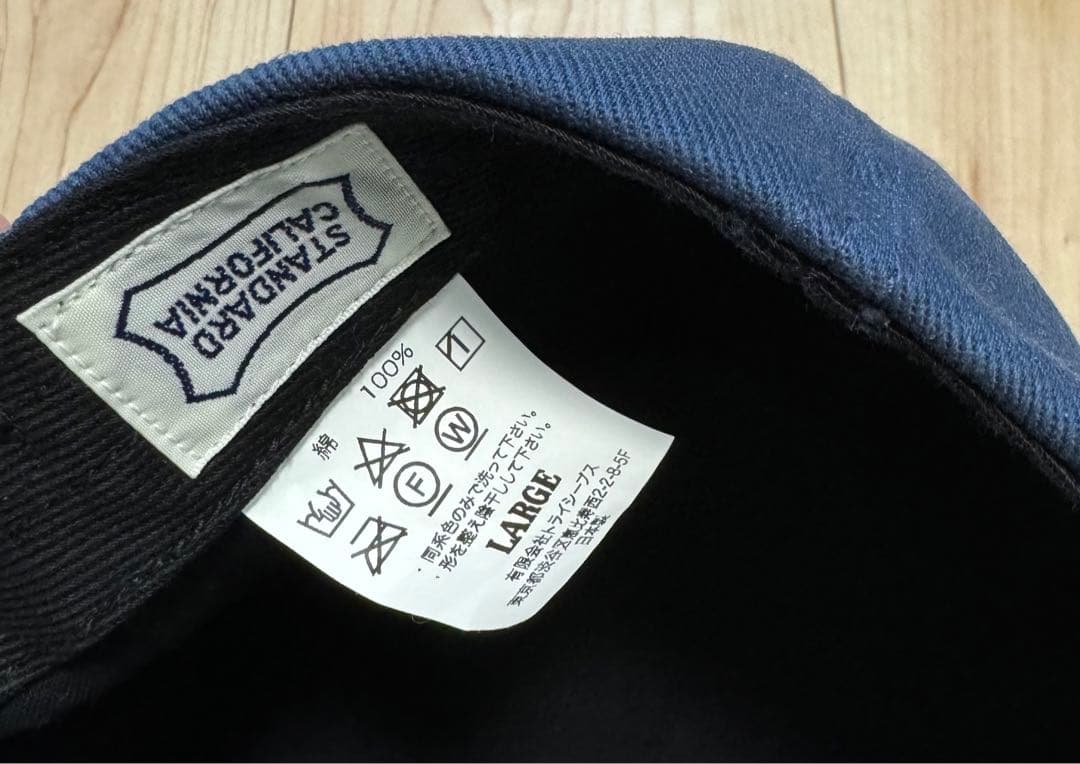 STANDARD
CALIFORNIA
綿 100%
F
W
・同系色のみで洗って下さい。
・形を整え陰干しして下さい。
LARGE
有限会社トライシープス
東京都渋谷区恵比寿西2-2-8-5F
日本製